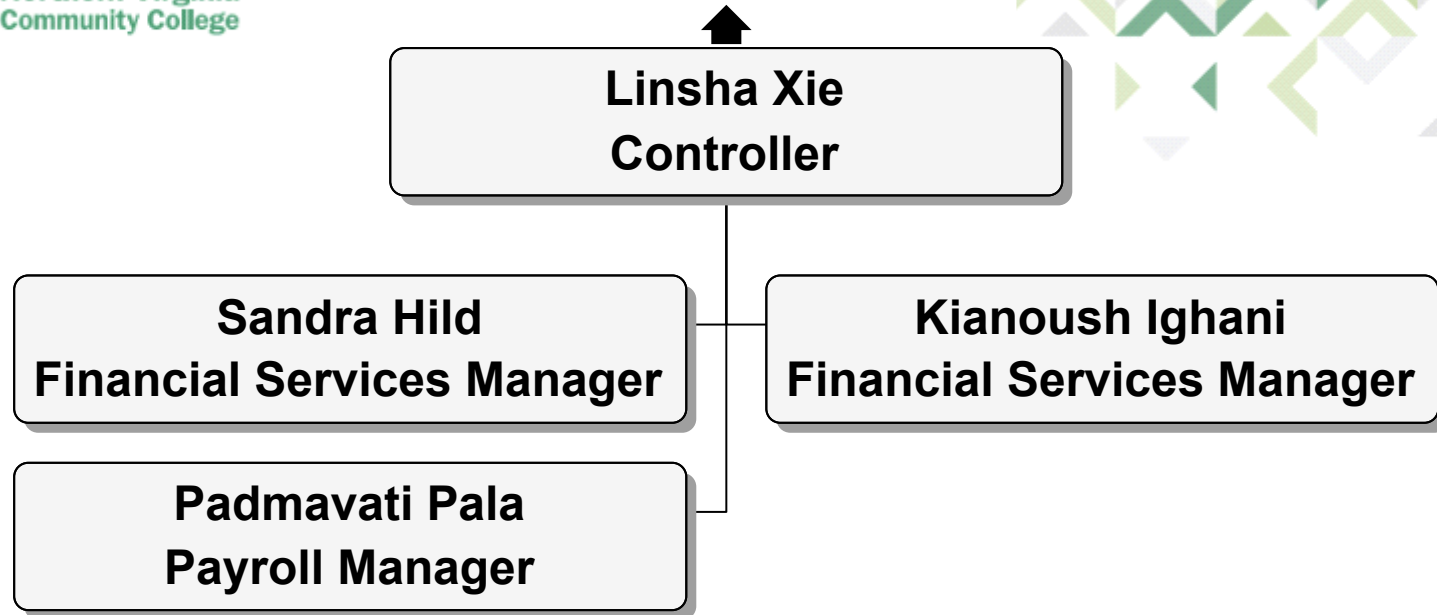 Community College
Linsha Xie
Controller
Sandra Hild
Financial Services Manager
Kianoush Ighani
Financial Services Manager
Padmavati Pala
Payroll Manager